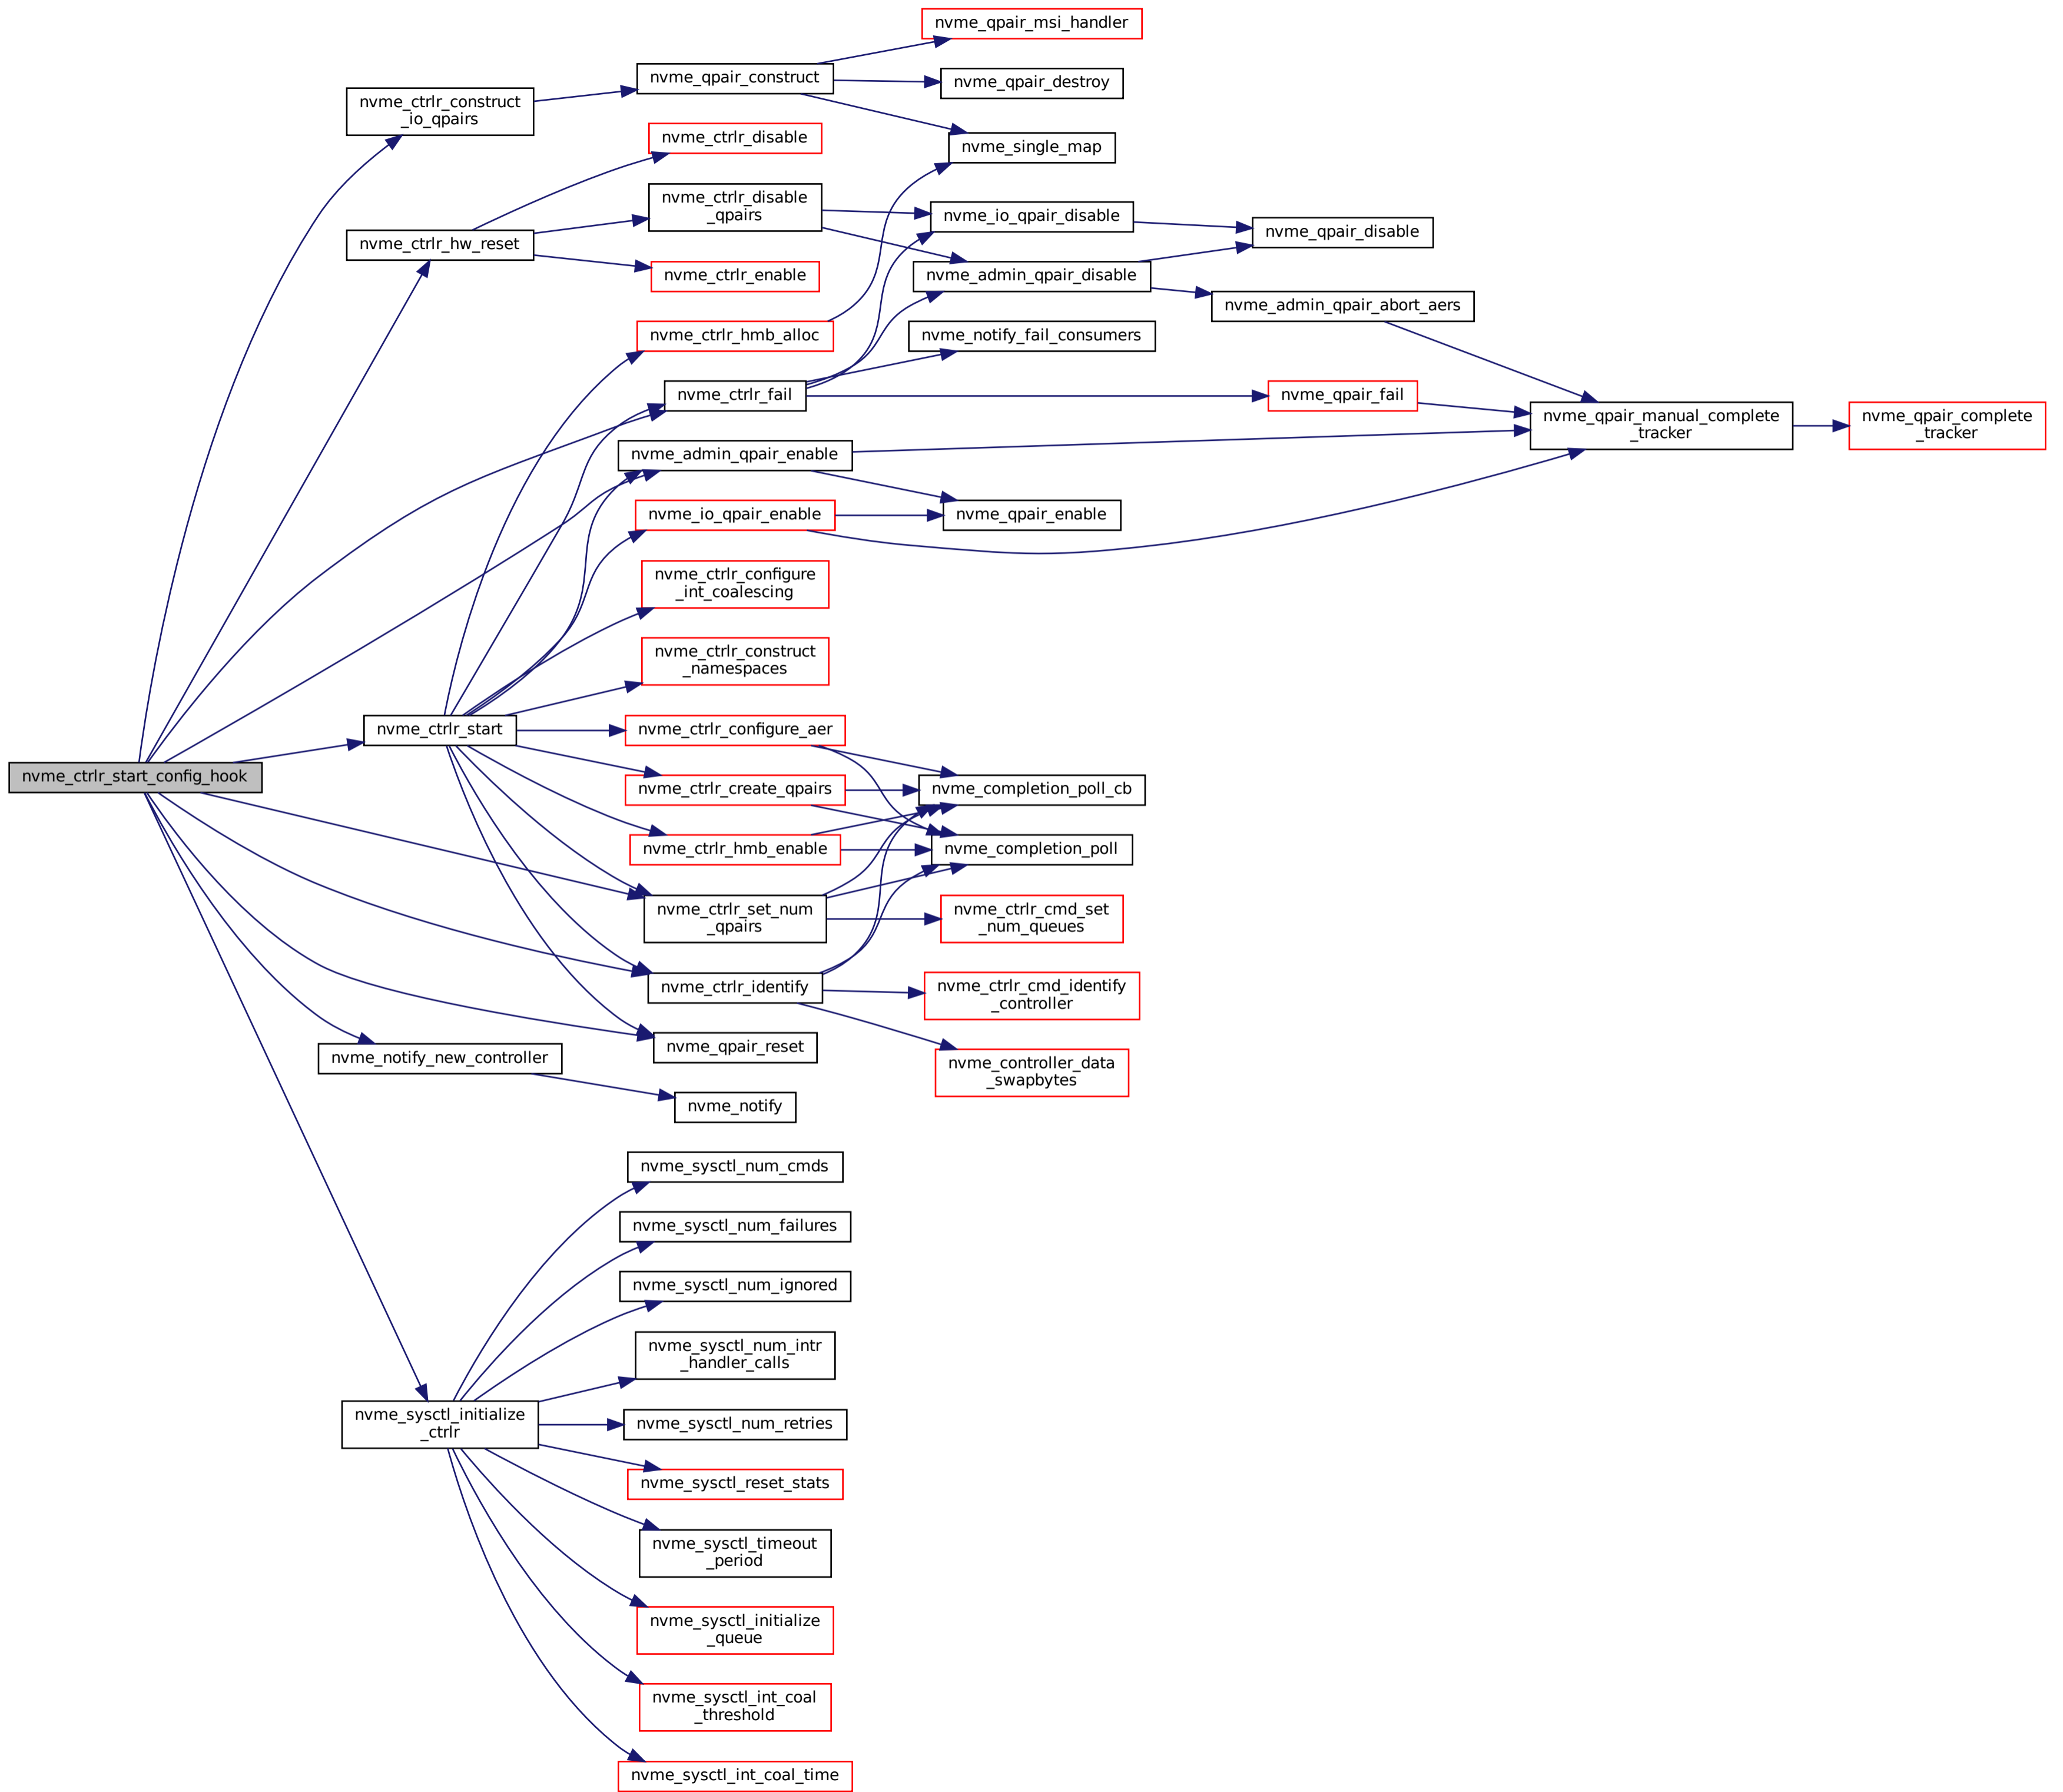 nvme_ctrlr_start_config_hook
nvme_ctrlr_construct
_io_qpairs
nvme_ctrlr_hw_reset
nvme_ctrlr_start
nvme_notify_new_controller
nvme_sysctl_initialize
_ctrlr
nvme_qpair_construct
nvme_ctrlr_disable
nvme_ctrlr_disable
_qpairs
nvme_ctrlr_enable
nvme_ctrlr_hmb_alloc
nvme_ctrlr_fail
nvme_admin_qpair_enable
nvme_io_qpair_enable
nvme_ctrlr_configure
_int_coalescing
nvme_ctrlr_construct
_namespaces
nvme_ctrlr_configure_aer
nvme_ctrlr_create_qpairs
nvme_ctrlr_hmb_enable
nvme_ctrlr_set_num
_qpairs
nvme_ctrlr_identify
nvme_qpair_reset
nvme_notify
nvme_sysctl_num_cmds
nvme_sysctl_num_failures
nvme_sysctl_num_ignored
nvme_sysctl_num_intr
_handler_calls
nvme_sysctl_num_retries
nvme_sysctl_reset_stats
nvme_sysctl_timeout
_period
nvme_sysctl_initialize
_queue
nvme_sysctl_int_coal
_threshold
nvme_sysctl_int_coal_time
nvme_qpair_msi_handler
nvme_qpair_destroy
nvme_single_map
nvme_io_qpair_disable
nvme_admin_qpair_disable
nvme_notify_fail_consumers
nvme_qpair_enable
nvme_completion_poll_cb
nvme_completion_poll
nvme_ctrlr_cmd_set
_num_queues
nvme_ctrlr_cmd_identify
_controller
nvme_controller_data
_swapbytes
nvme_qpair_disable
nvme_admin_qpair_abort_aers
nvme_qpair_fail
nvme_qpair_manual_complete
_tracker
nvme_qpair_complete
_tracker